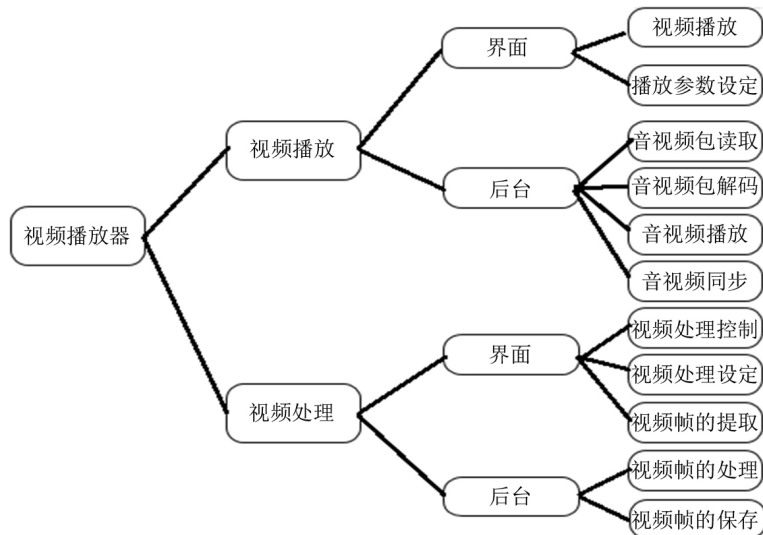 视频播放器
视频播放
界面
视频播放
播放参数设定
后台
音视频包读取
音视频包解码
音视频播放
音视频同步
视频处理
界面
视频处理控制
视频处理设定
视频帧的提取
后台
视频帧的处理
视频帧的保存